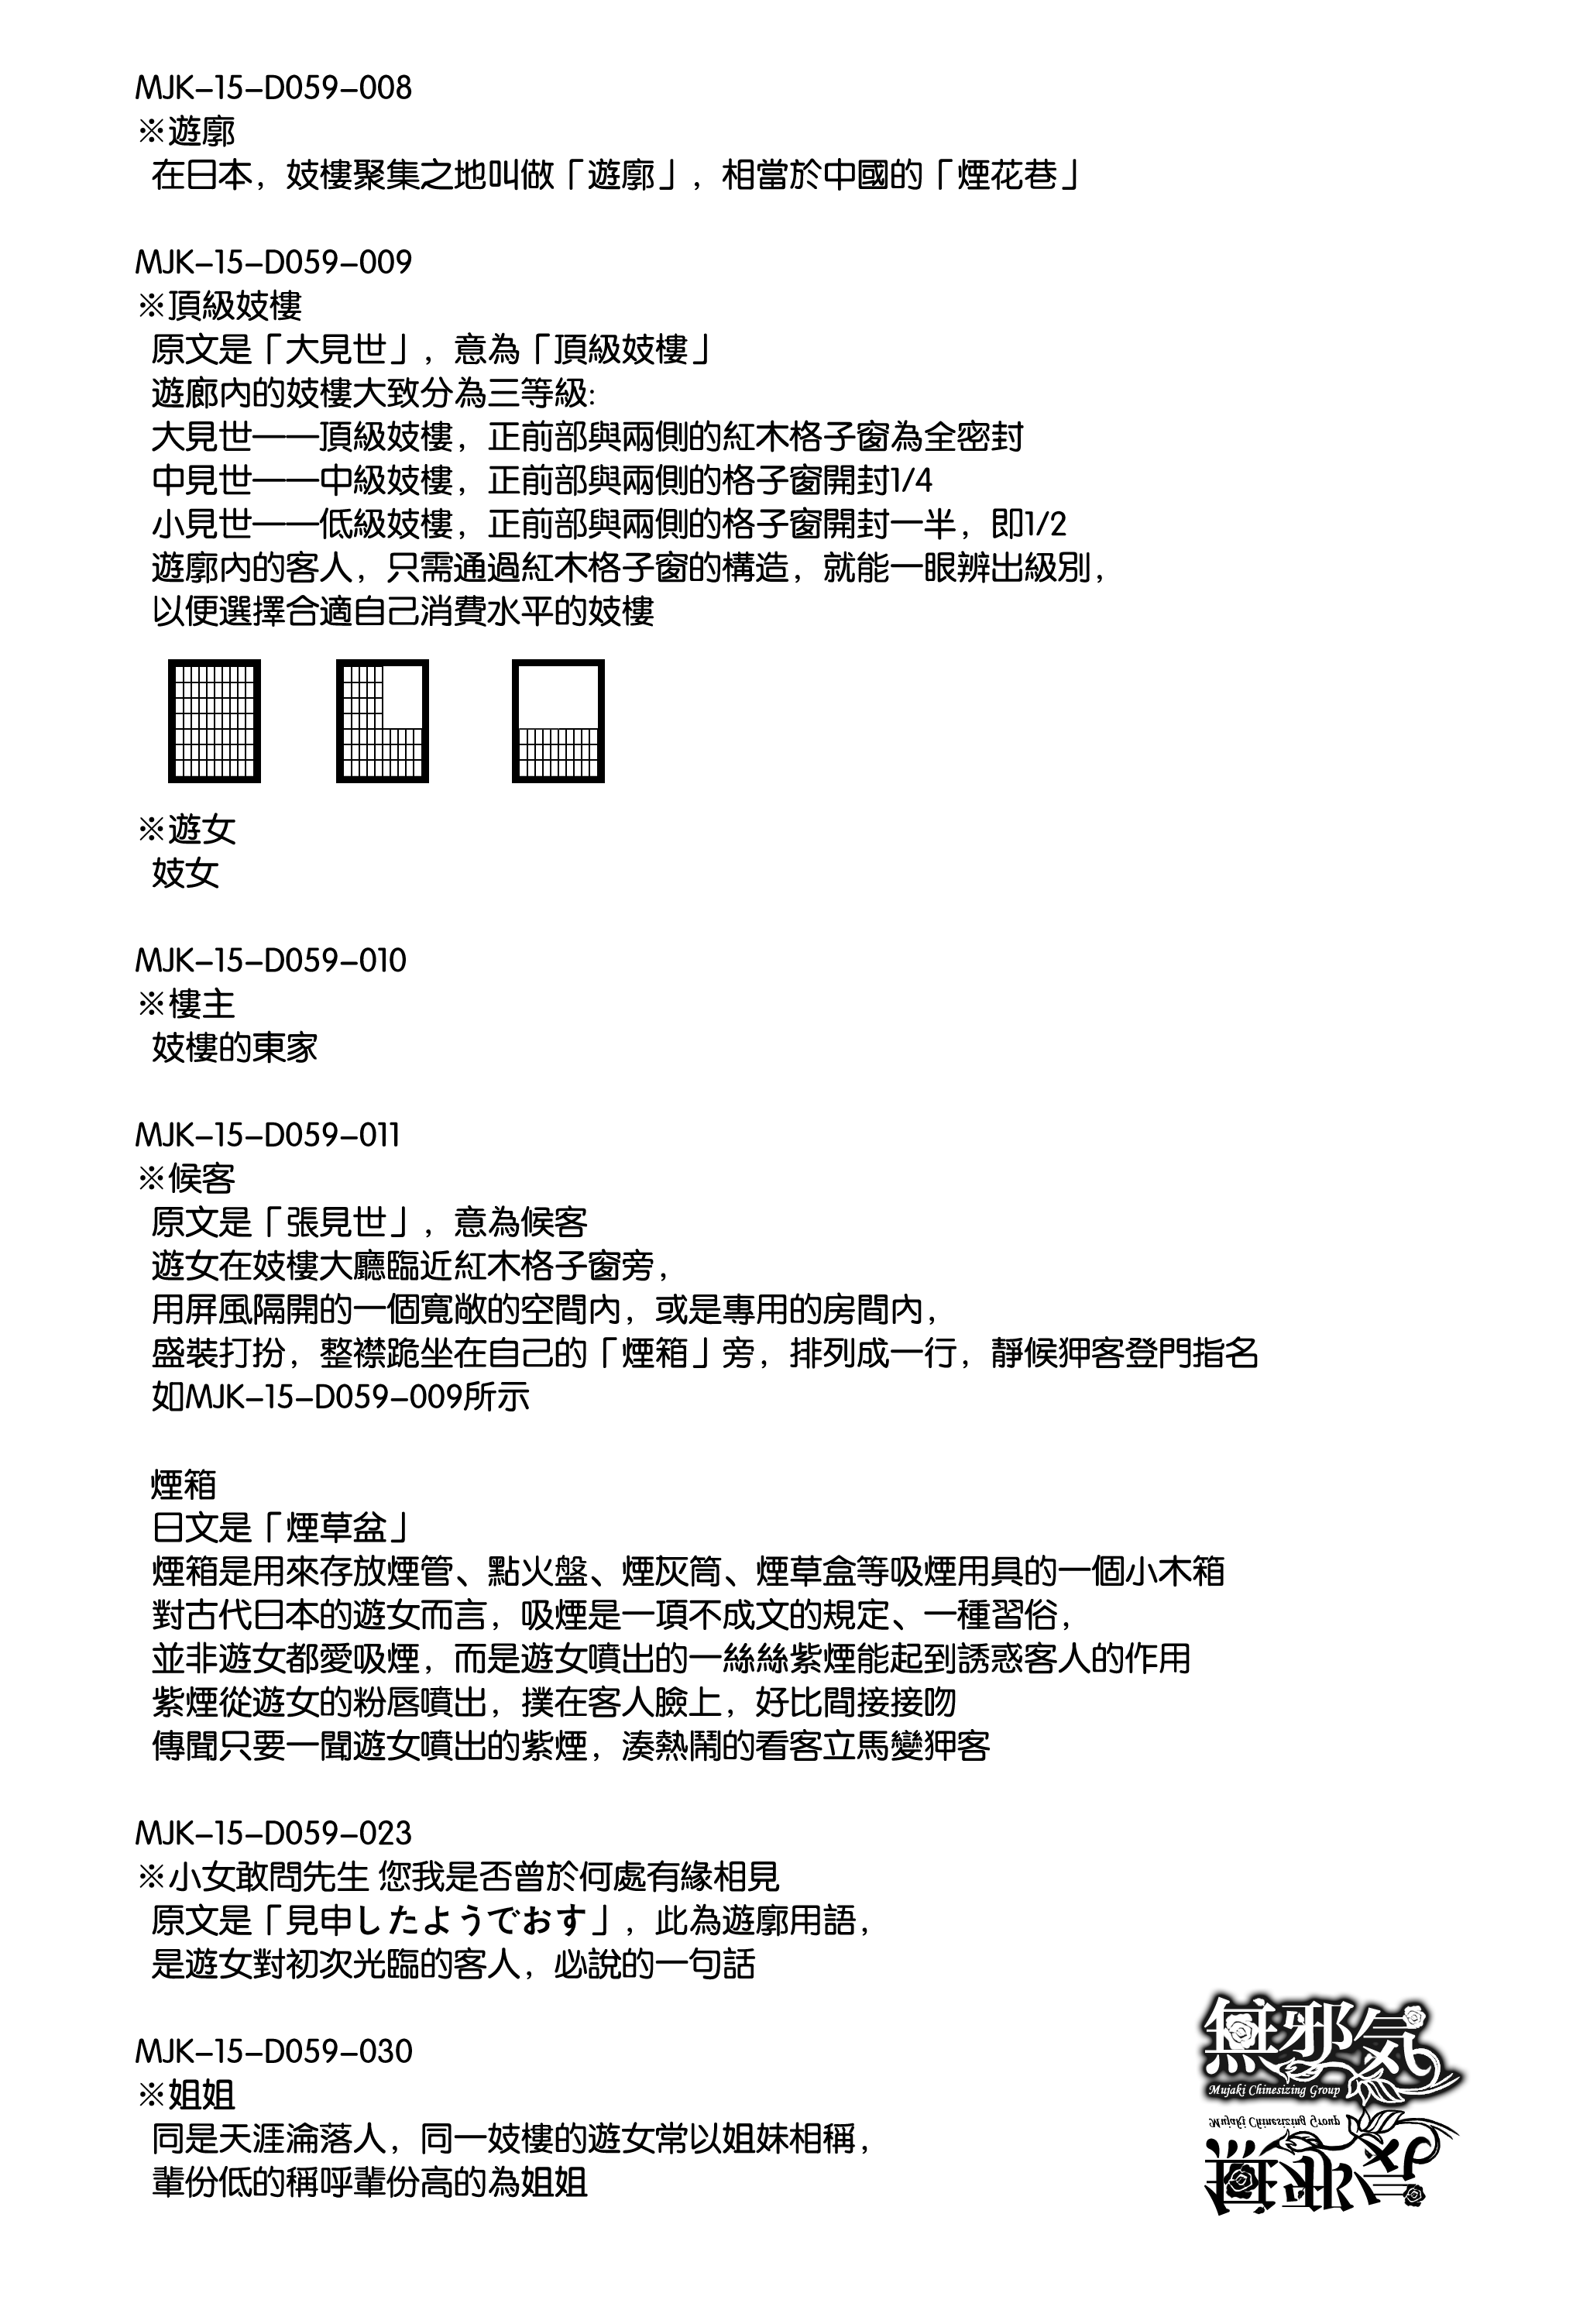 MJK-15-D059-008
※遊廓
在日本，妓樓聚集之地叫做「遊廓」，相當於中國的「煙花巷」
MJK-15-D059-009
※頂級妓樓
原文是「大見世」，意為「頂級妓樓」
遊廊內的妓樓大致分為三等級:
大見世——頂級妓樓，正前部與兩側的紅木格子窗為全密封
中見世——中級妓樓，正前部與兩側的格子窗開封1/4
小見世——低級妓樓，正前部與兩側的格子窗開封一半，即1/2
遊廓內的客人，只需通過紅木格子窗的構造，就能一眼辨出級別，
以便選擇合適自己消費水平的妓樓
※遊女
妓女
MJK-15-D059-010
※樓主
妓樓的東家
MJK-15-D059-011
※候客
原文是「張見世」，意為候客
遊女在妓樓大廳臨近紅木格子窗旁，
用屏風隔開的一個寬敞的空間內，或是專用的房間內，
盛裝打扮，整襟跪坐在自己的「煙箱」旁，排列成一行，靜候狎客登門指名
如MJK-15-D059-009所示
煙箱
日文是「煙草盆」
煙箱是用來存放煙管、點火盤、煙灰筒、煙草盒等吸煙用具的一個小木箱
對古代日本的遊女而言，吸煙是一項不成文的規定、一種習俗，
並非遊女都愛吸煙，而是遊女噴出的一絲絲紫煙能起到誘惑客人的作用
紫煙從遊女的粉唇噴出，撲在客人臉上，好比間接接吻
傳聞只要一聞遊女噴出的紫煙，湊熱鬧的看客立馬變狎客
MJK-15-D059-023
※小女敢問先生 您我是否曾於何處有緣相見
原文是「見申したようでおす」，此為遊廓用語，
是遊女對初次光臨的客人，必說的一句話
MJK-15-D059-030
※姐姐
同是天涯淪落人，同一妓樓的遊女常以姐妹相稱，
輩份低的稱呼輩份高的為姐姐
無邪気
Mujaki Chinesizing Group
Mujaki Chinesizing Group
無邪気